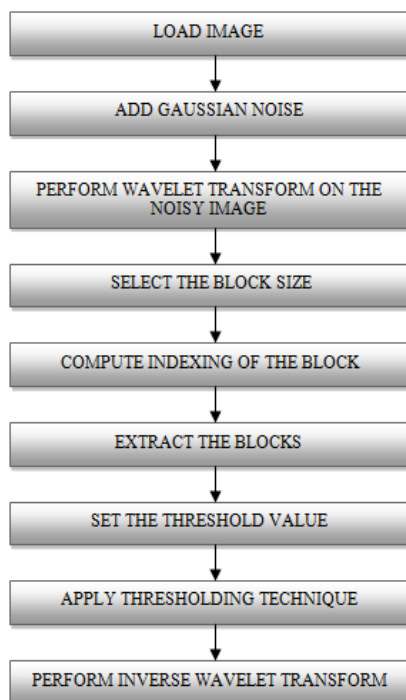 LOAD IMAGE
ADD GAUSSIAN NOISE
PERFORM WAVELET TRANSFORM ON THE
NOISY IMAGE
SELECT THE BLOCK SIZE
COMPUTE INDEXING OF THE BLOCK
EXTRACT THE BLOCKS
SET THE THRESHOLD VALUE
APPLY THRESHOLDING TECHNIQUE
PERFORM INVERSE WAVELET TRANSFORM